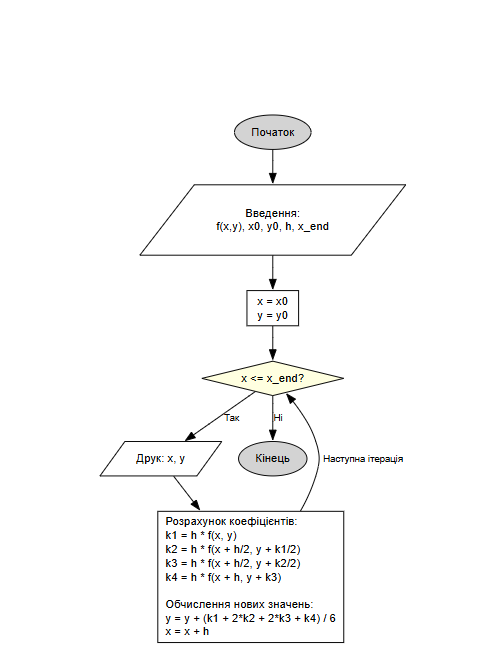 Початок
Введення:
f(x,y), x0, y0, h, x_end
x = x0
y = y0
x <= x_end?
Так
Ні
Друк: x, y
Кінець
Наступна ітерація
Розрахунок коефіцієнтів:
k1 = h * f(x, y)
k2 = h * f(x + h/2, y + k1/2)
k3 = h * f(x + h/2, y + k2/2)
k4 = h * f(x + h, y + k3)
Обчислення нових значень:
y = y + (k1 + 2*k2 + 2*k3 + k4) / 6
x = x + h